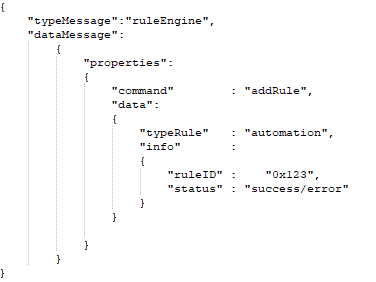 {
"typeMessage":"ruleEngine",
"dataMessage":
{
"properties":
{
"command" : "addRule",
"data":
{
"typeRule" : "automation",
"info" :
{
"ruleID" : "0x123",
"status" : "success/error"
}
}
}
}
}